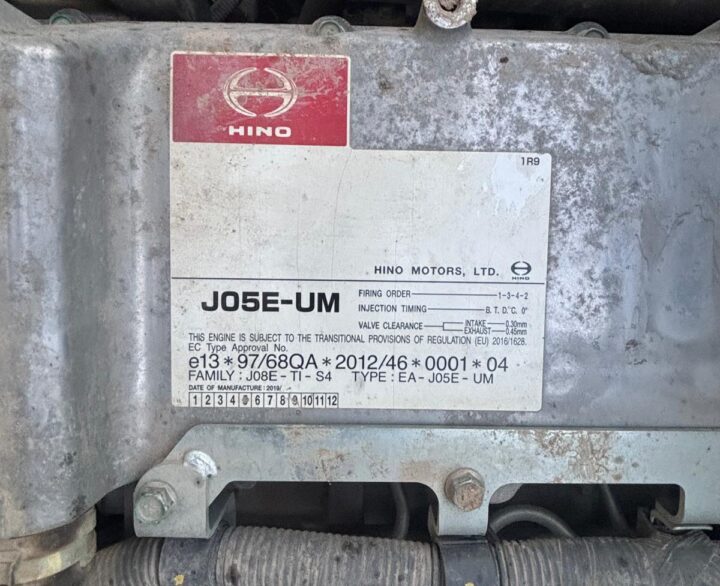 HINO
1R9
HINO MOTORS, LTD. HINO
J05E-UM
FIRING ORDER 1-3-4-2
INJECTION TIMING B.T.D.C. 0°
VALVE CLEARANCE INTAKE 0.30mm
EXHAUST 0.45mm
THIS ENGINE IS SUBJECT TO THE TRANSITIONAL PROVISIONS OF REGULATION (EU) 2016/1628.
EC Type Approval No.
e13*97/68QA*2012/46*0001*04
FAMILY : J08E-TI-S4 TYPE : EA-J05E-UM
DATE OF MANUFACTURE : 2019/
1 2 3 4 6 7 8 9 10 11 12